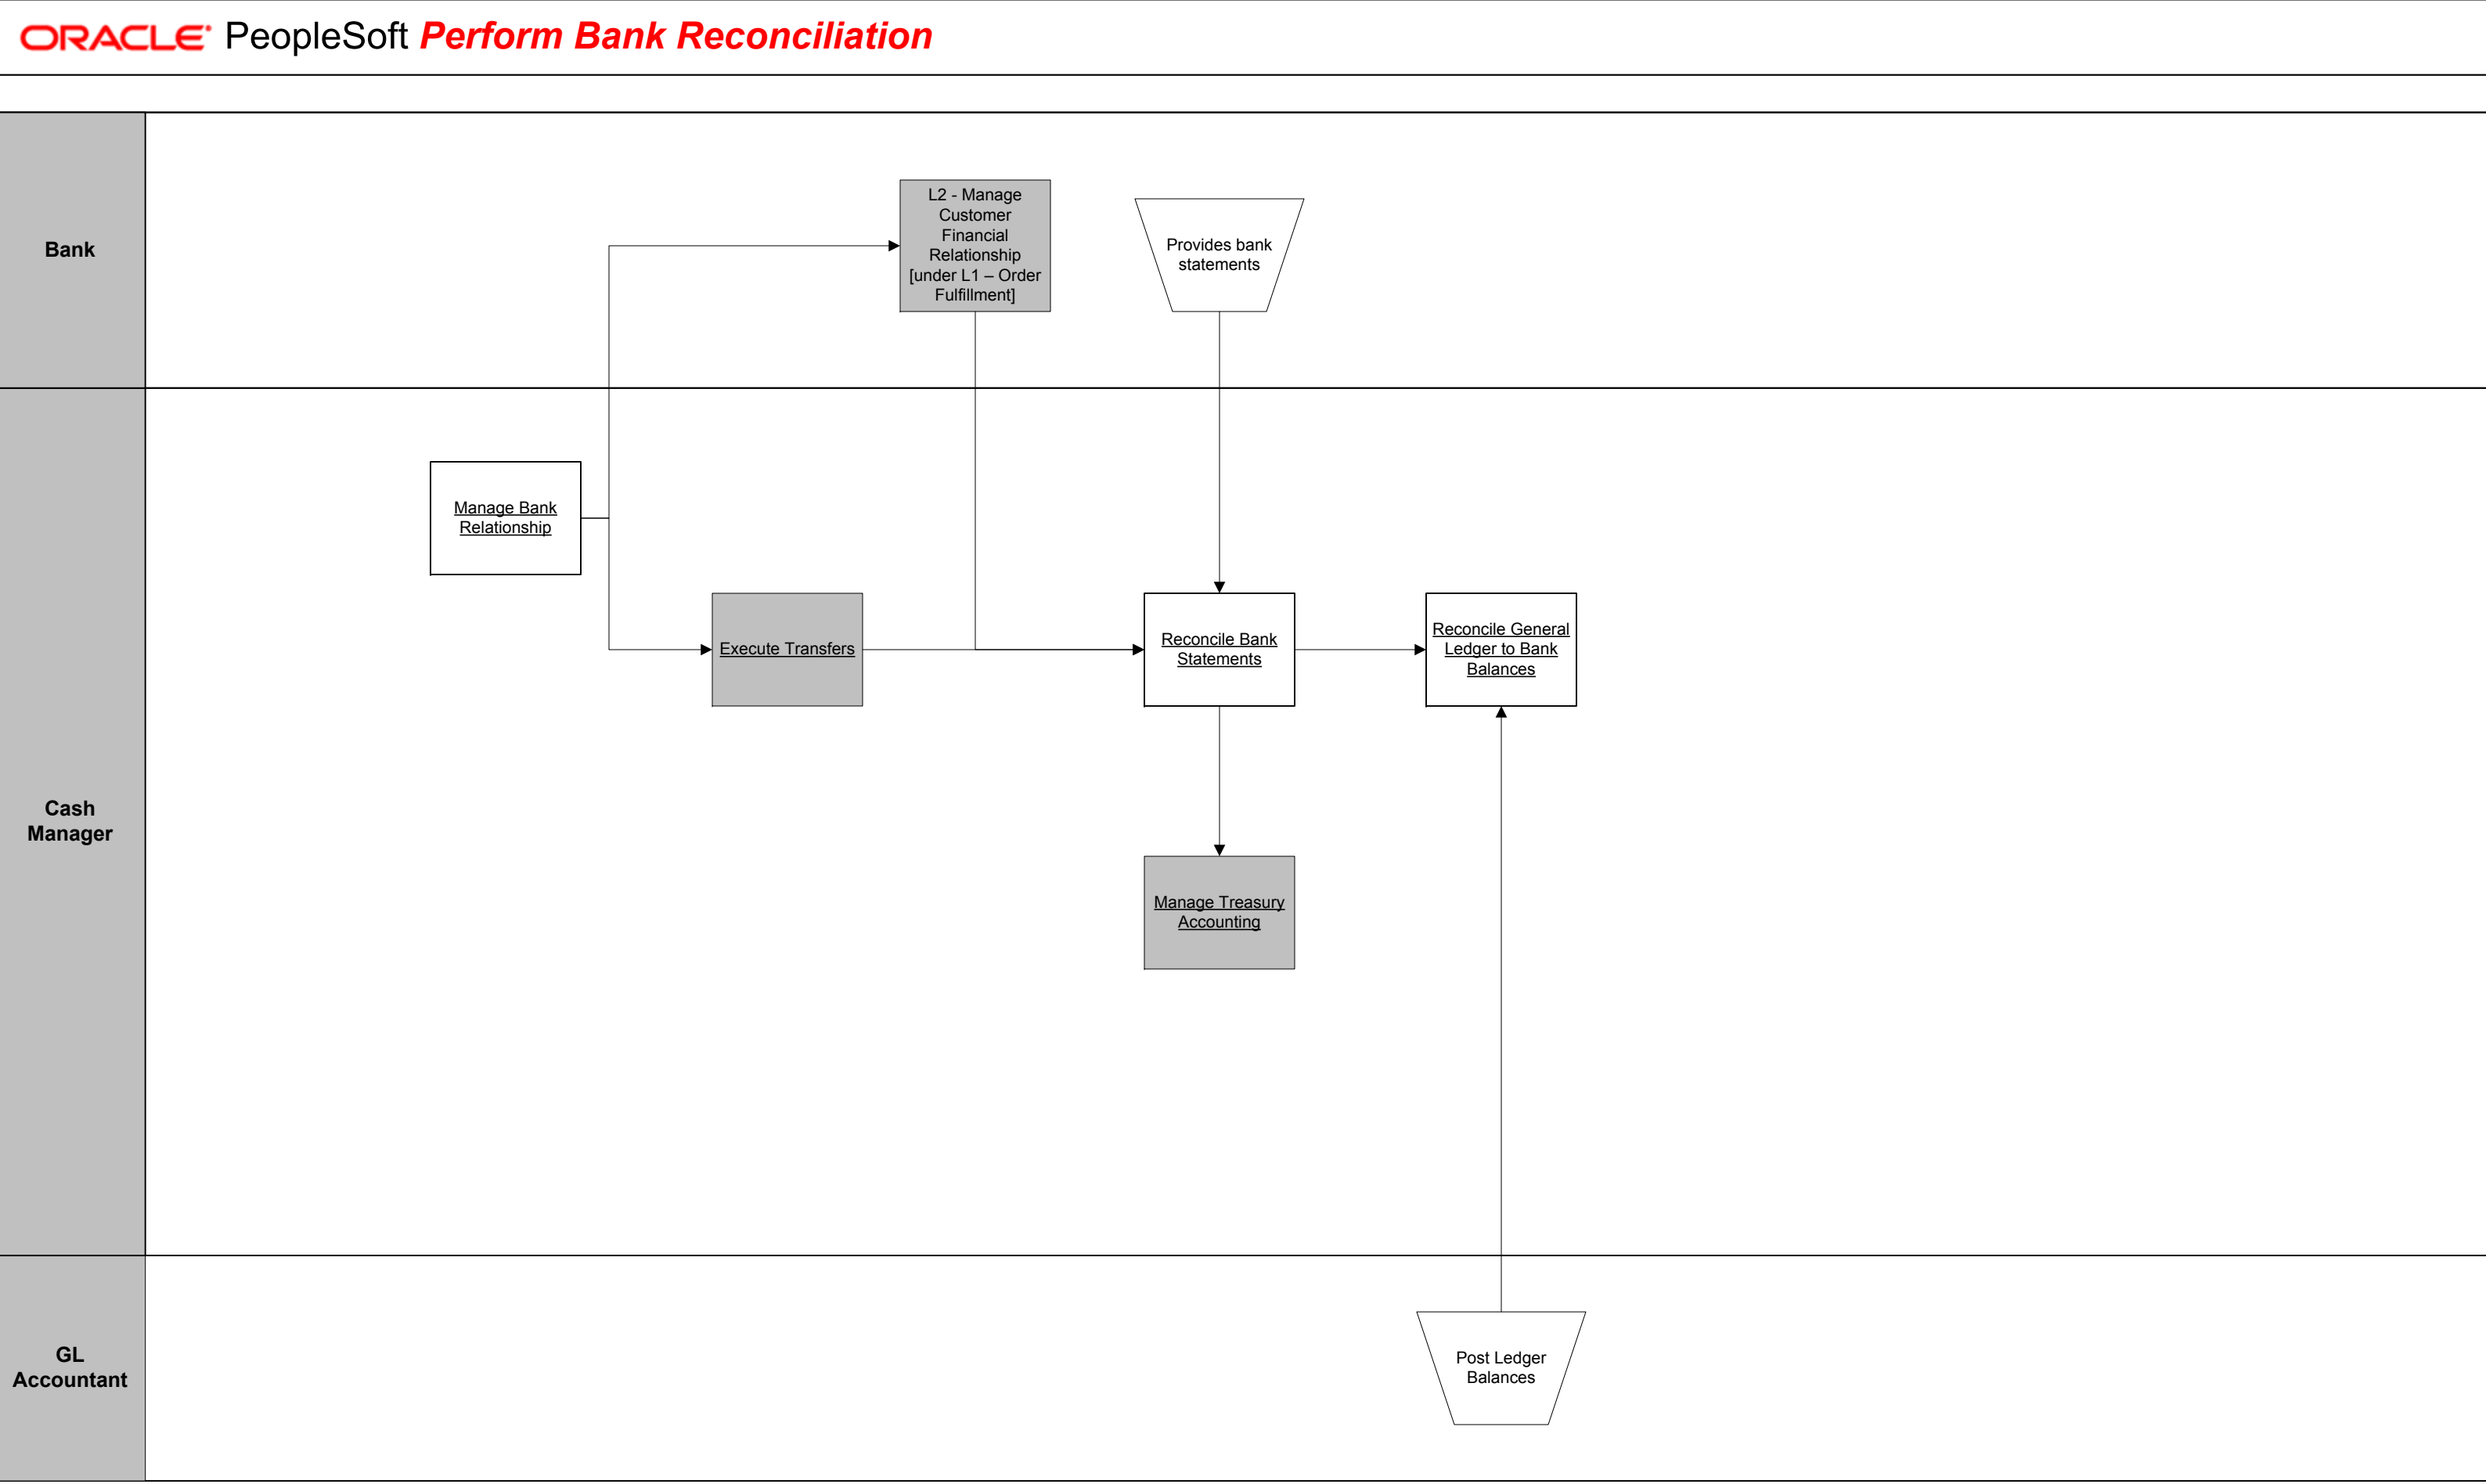 ORACLE PeopleSoft Perform Bank Reconciliation
Bank
L2 - Manage
Customer
Financial
Relationship
[under L1 – Order
Fulfillment]
Provides bank
statements
Cash
Manager
Manage Bank
Relationship
Execute Transfers
Reconcile Bank
Statements
Reconcile General
Ledger to Bank
Balances
Manage Treasury
Accounting
GL
Accountant
Post Ledger
Balances